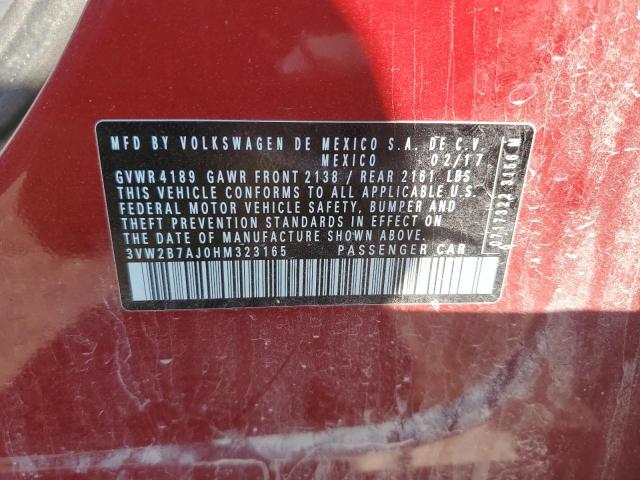 MFD BY VOLKSWAGEN DE MEXICO S.A. DE C.V.
MEXICO 02/17
GVWR 4189 GAWR FRONT 2138 / REAR 2161 LBS
THIS VEHICLE CONFORMS TO ALL APPLICABLE U.S.
FEDERAL MOTOR VEHICLE SAFETY, BUMPER AND
THEFT PREVENTION STANDARDS IN EFFECT ON
THE DATE OF MANUFACTURE SHOWN ABOVE.
3VW2B7AJ0HM323165 PASSENGER CAR